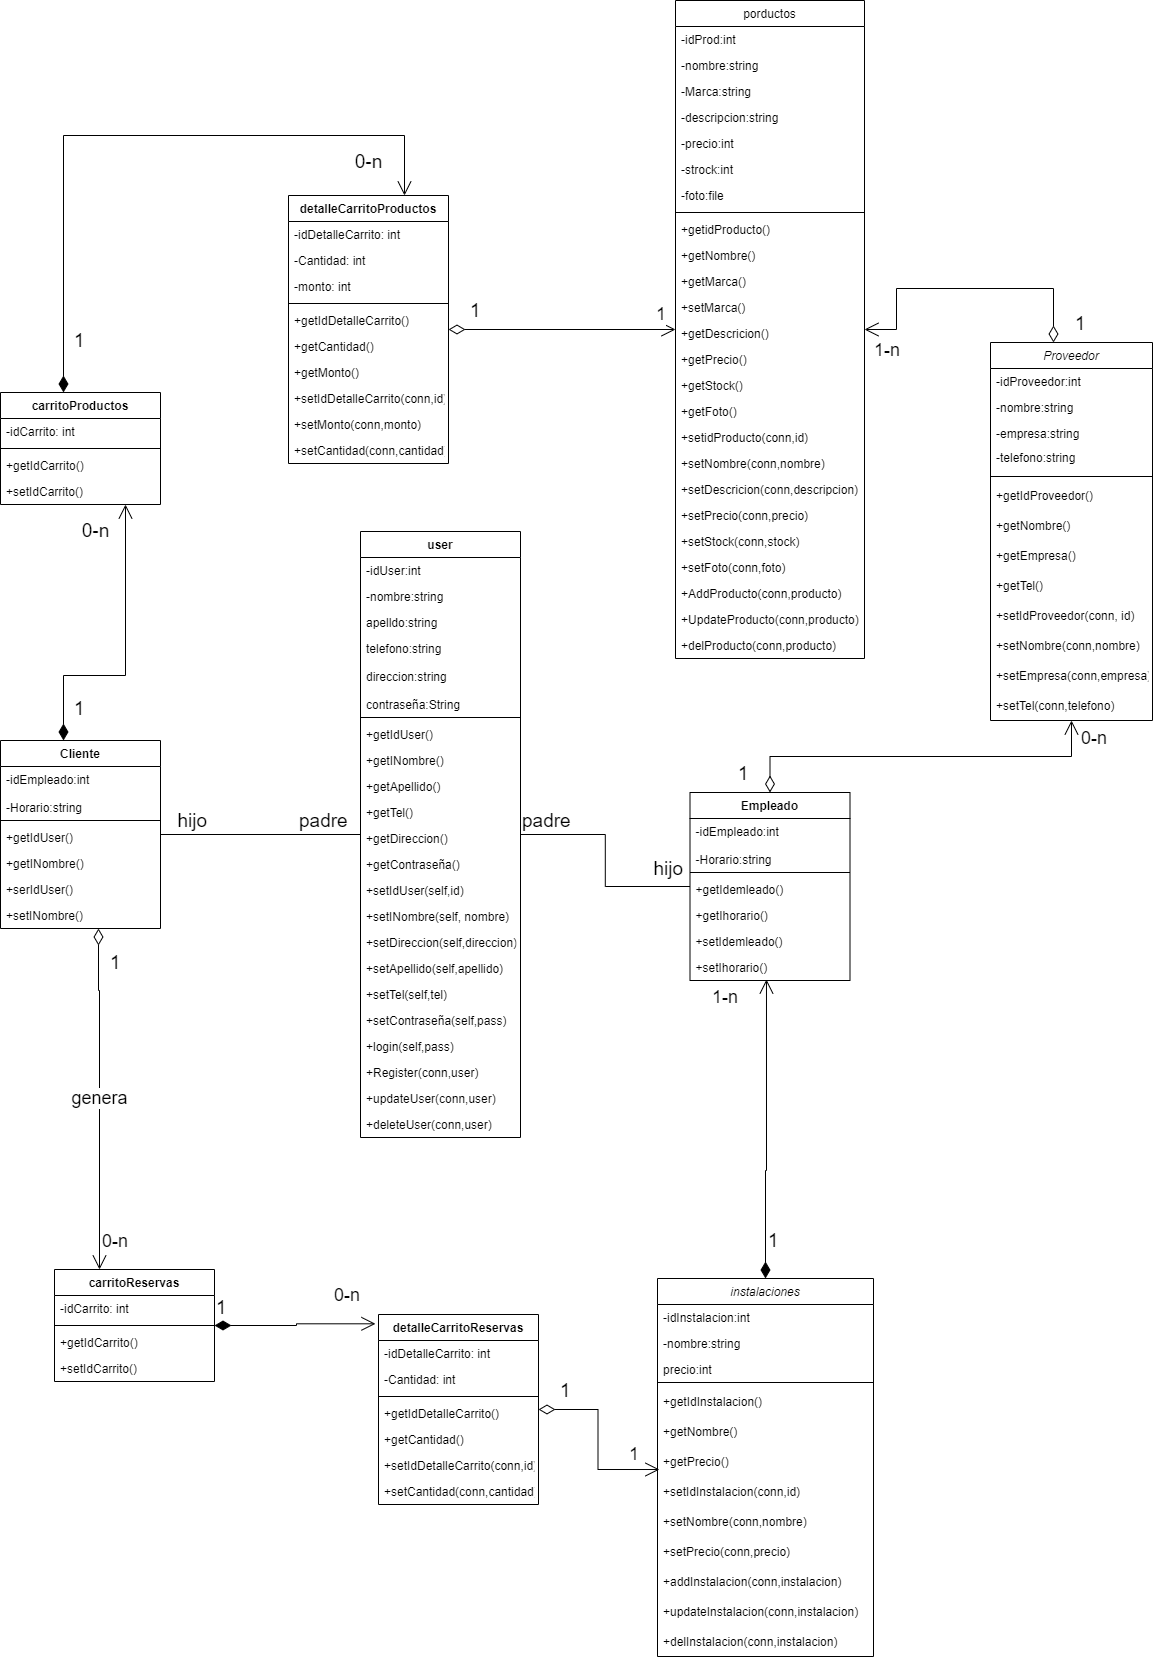 porductos
-idProd:int
-nombre:string
-Marca:string
-descripcion:string
-precio:int
-strock:int
-foto:file
+getidProducto()
+getNombre()
+getMarca()
+setMarca()
+getDescricion()
+getPrecio()
+getStock()
+getFoto()
+setidProducto(conn,id)
+setNombre(conn,nombre)
+setDescricion(conn,descripcion)
+setPrecio(conn,precio)
+setStock(conn,stock)
+setFoto(conn,foto)
+AddProducto(conn,producto)
+UpdateProducto(conn,producto)
+delProducto(conn,producto)
0-n
detalleCarritoProductos
-idDetalleCarrito: int
-Cantidad: int
-monto: int
+getIdDetalleCarrito()
+getCantidad()
+getMonto()
+setIdDetalleCarrito(conn,id)
+setMonto(conn,monto)
+setCantidad(conn,cantidad
1
1
1
1-n
1
Proveedor
-idProveedor:int
-nombre:string
-empresa:string
-telefono:string
+getIdProveedor()
+getNombre()
+getEmpresa()
+getTel()
+setIdProveedor(conn, id)
+setNombre(conn,nombre)
+setEmpresa(conn,empresa
+setTel(conn,telefono)
0-n
carritoProductos
-idCarrito: int
+getIdCarrito()
+setIdCarrito()
0-n
1
user
-idUser:int
-nombre:string
apelldo:string
telefono:string
direccion:string
contraseña:String
+getIdUser()
+getINombre()
+getApellido()
+getTel()
+getDireccion()
+getContraseña()
+setIdUser(self,id)
+setINombre(self, nombre)
+setDireccion(self,direccion)
+setApellido(self,apellido)
+setTel(self,tel)
+setContraseña(self,pass)
+login(self,pass)
+Register(conn,user)
+updateUser(conn,user)
+deleteUser(conn,user)
Cliente
-idEmpleado:int
-Horario:string
+getIdUser()
+getINombre()
+serIdUser()
+setINombre()
hijo
padre
padre
hijo
1
Empleado
-idEmpleado:int
-Horario:string
+getIdemleado()
+getIhorario()
+setIdemleado()
+setIhorario()
1-n
1
genera
0-n
carritoReservas
-idCarrito: int
+getIdCarrito()
+setIdCarrito()
1
0-n
detalleCarritoReservas
-idDetalleCarrito: int
-Cantidad: int
+getIdDetalleCarrito()
+getCantidad()
+setIdDetalleCarrito(conn,id)
+setCantidad(conn,cantidad
1
1
1
instalaciones
-idInstalacion:int
-nombre:string
precio:int
+getIdInstalacion()
+getNombre()
+getPrecio()
+setIdInstalacion(conn,id)
+setNombre(conn,nombre)
+setPrecio(conn,precio)
+addInstalacion(conn,instalacion)
+updateInstalacion(conn,instalacion)
+delInstalacion(conn,instalacion)